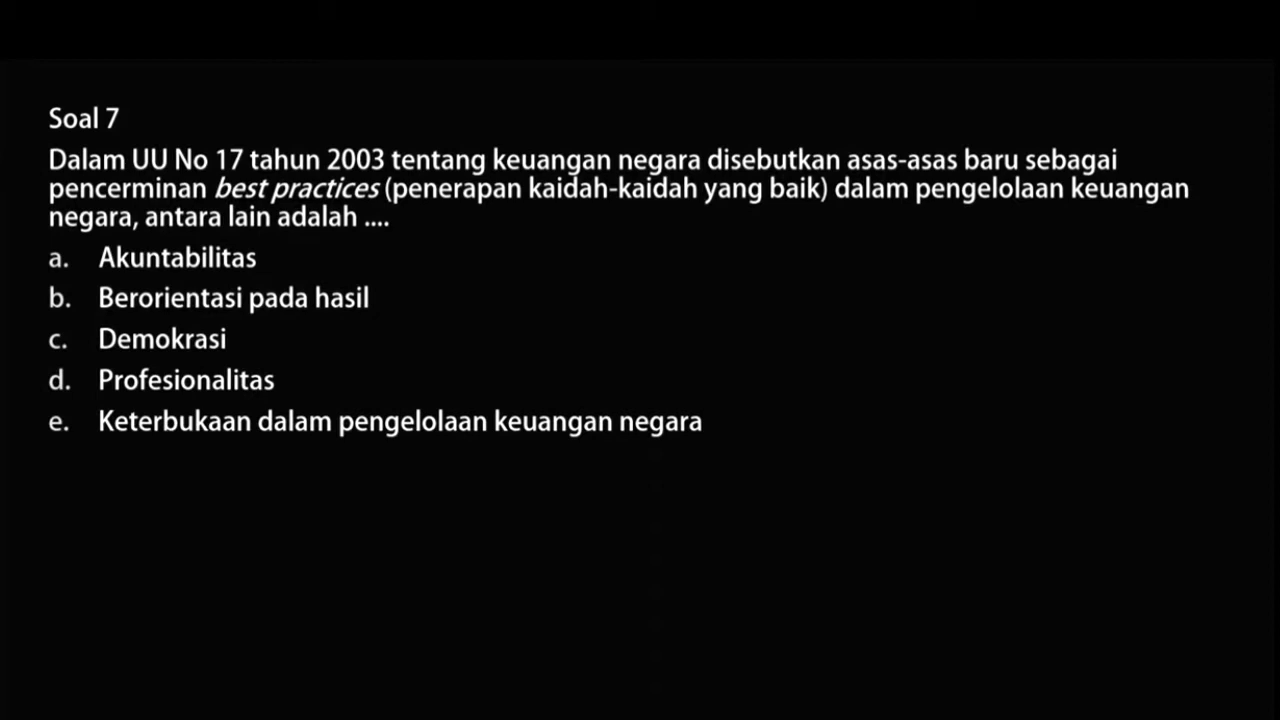 Soal 7
Dalam UU No 17 tahun 2003 tentang keuangan negara disebutkan asas-asas baru sebagai
pencerminan best practices (penerapan kaidah-kaidah yang baik) dalam pengelolaan keuangan
negara, antara lain adalah ....
a. Akuntabilitas
b. Berorientasi pada hasil
c. Demokrasi
d. Profesionalitas
e. Keterbukaan dalam pengelolaan keuangan negara